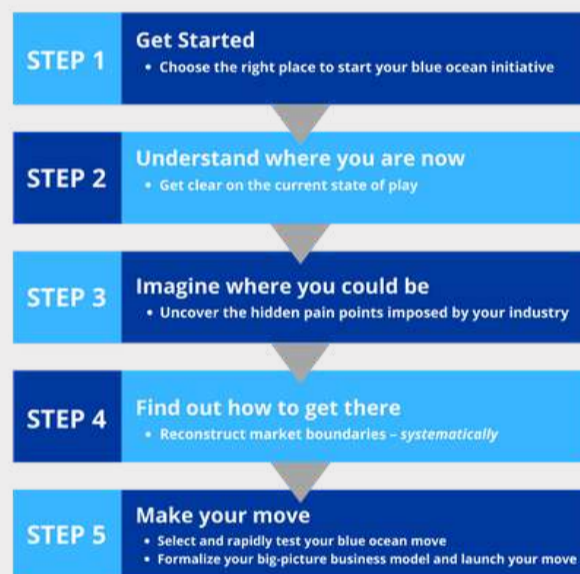 STEP 1
Get Started
• Choose the right place to start your blue ocean initiative
STEP 2
Understand where you are now
• Get clear on the current state of play
STEP 3
Imagine where you could be
• Uncover the hidden pain points imposed by your industry
STEP 4
Find out how to get there
• Reconstruct market boundaries – systematically
STEP 5
Make your move
• Select and rapidly test your blue ocean move
• Formalize your big-picture business model and launch your move